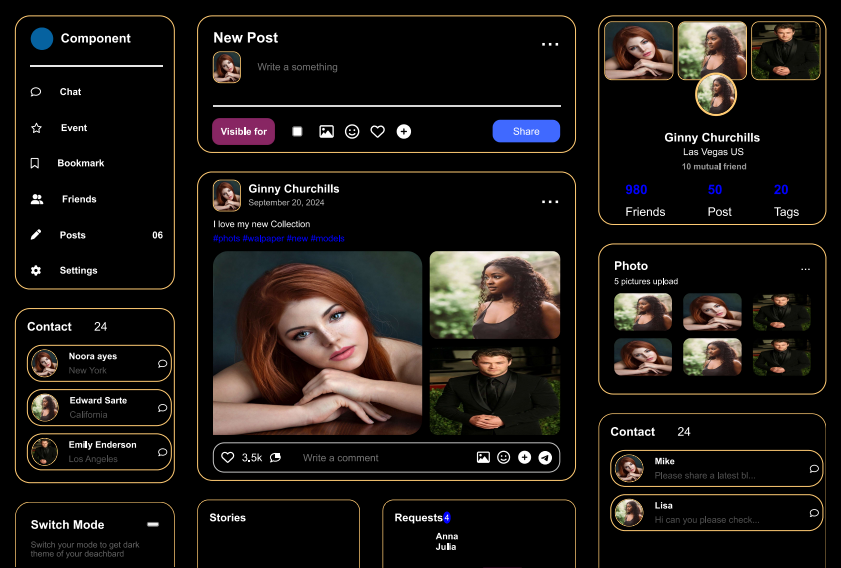 Component
Chat
Event
Bookmark
Friends
Posts 06
Settings
Contact 24
Noora ayes
New York
Edward Sarte
California
Emily Enderson
Los Angeles
Switch Mode
Switch your mode to get dark
theme of your deachbard
New Post
...
Write a something
Visible for
Share
Ginny Churchills
September 20, 2024
...
I love my new Collection
#photo #wallpaper #new #modrin
3.5k
Write a comment
Stories
Requests4
Anna
Julia
Ginny Churchills
Las Vegas US
10 mutual friend
980 50 20
Friends Post Tags
Photo ...
5 pictures upload
Contact 24
Mike
Please share a latest bl...
Lisa
Hi can you please check...